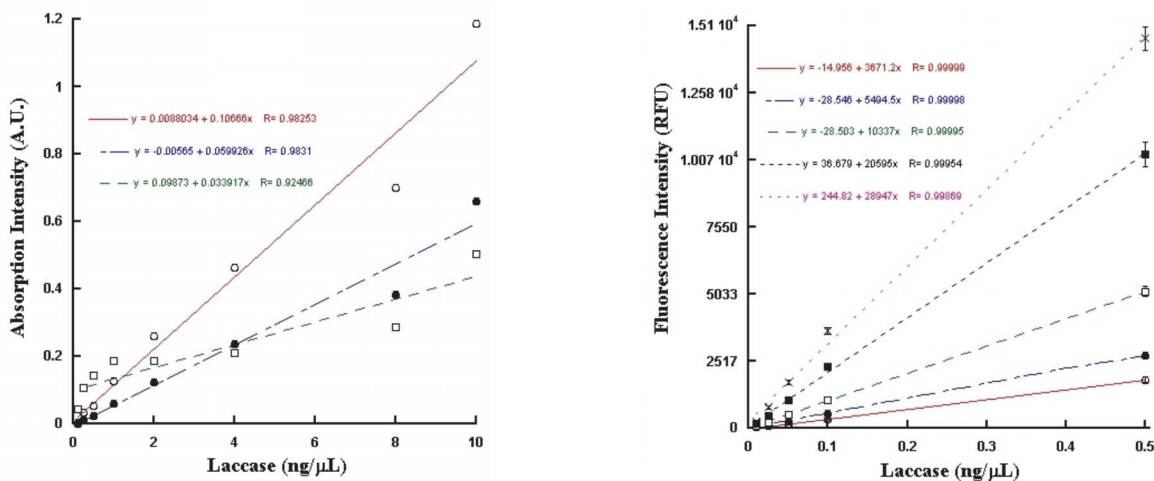 1.2
1
0.8
0.6
0.4
0.2
0
Absorption Intensity (A.U.)
y = 0.0088034 + 0.10666x R= 0.98253
y = -0.00565 + 0.059926x R= 0.9831
y = 0.09873 + 0.033917x R= 0.92466
0 2 4 6 8 10
Laccase (ng/μL)
1.51 10⁴
1.258 10⁴
1.007 10⁴
7550
5033
2517
0
Fluorescence Intensity (RFU)
y = -14.956 + 3671.2x R= 0.99999
y = -28.546 + 5494.5x R= 0.99998
y = -28.503 + 10337x R= 0.99995
y = 36.679 + 20595x R= 0.99954
y = 244.82 + 28947x R= 0.99869
0 0.1 0.2 0.3 0.4 0.5
Laccase (ng/μL)